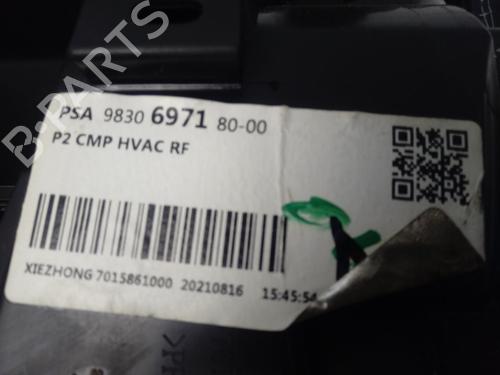 PSA 9830 6971 80-00
P2 CMP HVAC RF
XIEZHONG 7015861000 20210816 15:45:54
B-PARTS